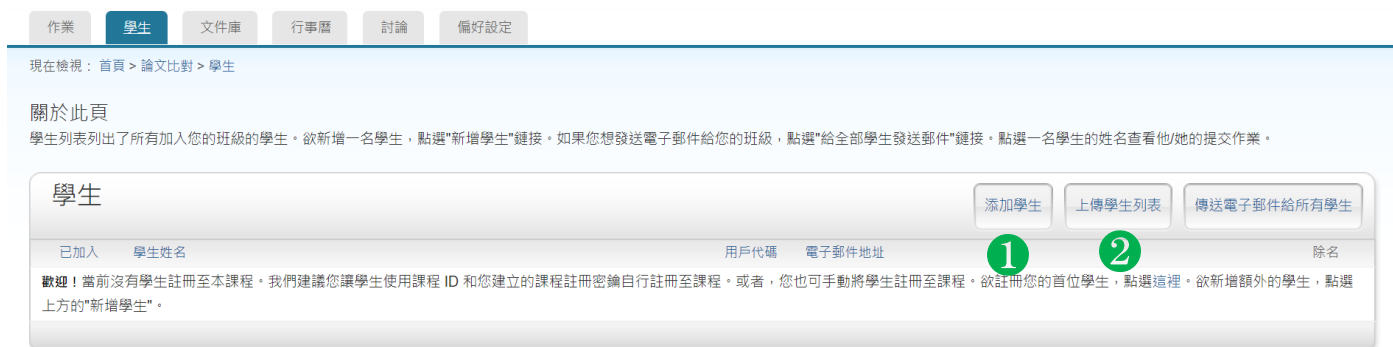 作業 學生 文件庫 行事曆 討論 偏好設定
現在檢視： 首頁 > 論文比對 > 學生
關於此頁
學生列表列出了所有加入您的班級的學生。欲新增一名學生，點選"新增學生"鏈接。如果您想發送電子郵件給您的班級，點選"給全部學生發送郵件"鏈接。點選一名學生的姓名查看他/她的提交作業。
學生 添加學生 上傳學生列表 傳送電子郵件給所有學生
已加入 學生姓名 用戶代碼 電子郵件地址 1 2 除名
歡迎！當前沒有學生註冊至本課程。我們建議您讓學生使用課程 ID 和您建立的課程註冊密鑰自行註冊至課程。或者，您也可手動將學生註冊至課程。欲註冊您的首位學生，點選這裡。欲新增額外的學生，點選
上方的"新增學生"。